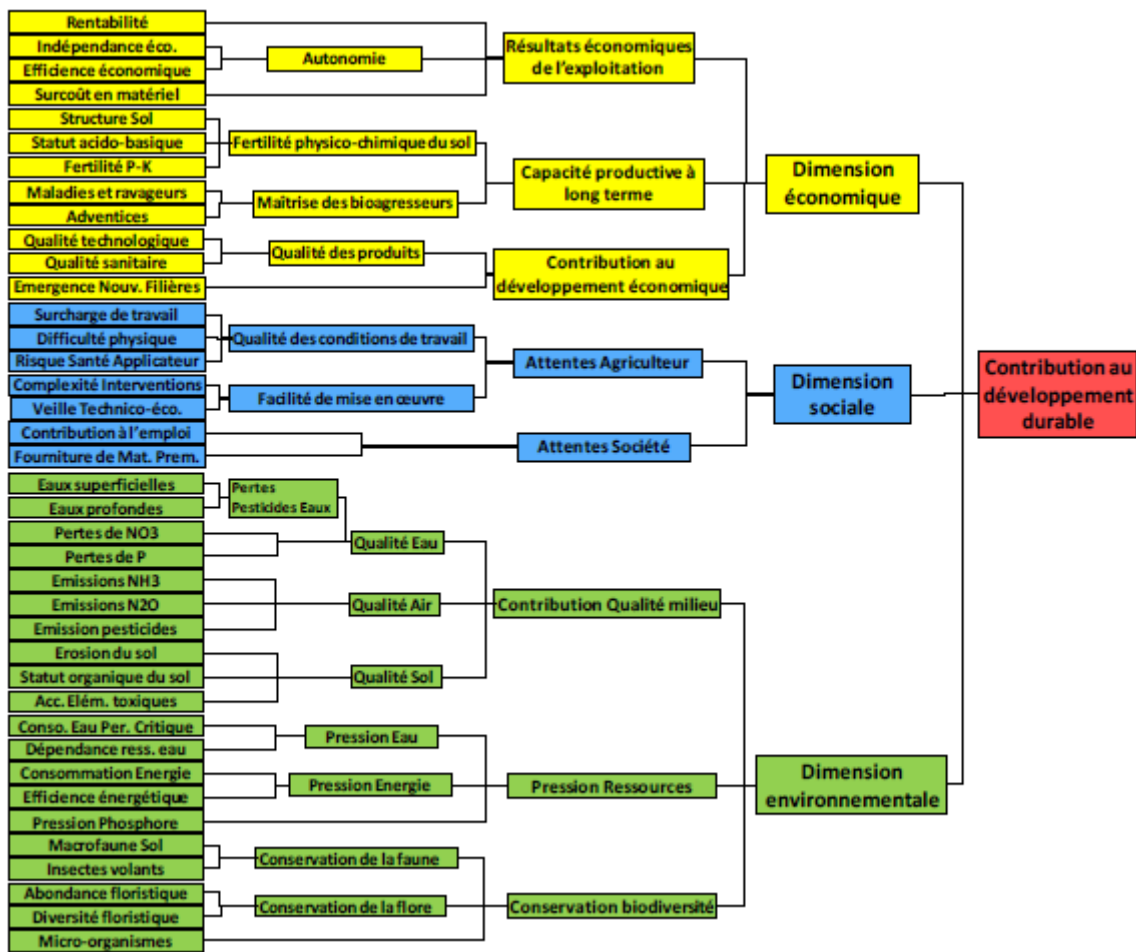 Rentabilité
Indépendance éco.
Efficience économique
Autonomie
Surcoût en matériel
Résultats économiques
de l'exploitation
Structure Sol
Statut acido-basique
Fertilité P-K
Fertilité physico-chimique du sol
Maladies et ravageurs
Adventices
Maîtrise des bioagresseurs
Capacité productive à
long terme
Qualité technologique
Qualité sanitaire
Qualité des produits
Emergence Nouv. Filières
Contribution au
développement économique
Dimension
économique
Surcharge de travail
Difficulté physique
Risque Santé Applicateur
Qualité des conditions de travail
Complexité Interventions
Veille Technico-éco.
Facilité de mise en œuvre
Attentes Agriculteur
Contribution à l'emploi
Fourniture de Mat. Prem.
Attentes Société
Dimension
sociale
Contribution au
développement
durable
Eaux superficielles
Eaux profondes
Pertes
Pesticides Eaux
Pertes de NO3
Pertes de P
Qualité Eau
Emissions NH3
Emissions N2O
Emission pesticides
Qualité Air
Erosion du sol
Statut organique du sol
Acc. Elém. toxiques
Qualité Sol
Contribution Qualité milieu
Conso. Eau Per. Critique
Dépendance ress. eau
Pression Eau
Consommation Energie
Efficience énergétique
Pression Energie
Pression Phosphore
Pression Ressources
Macrofaune Sol
Insectes volants
Conservation de la faune
Abondance floristique
Diversité floristique
Conservation de la flore
Micro-organismes
Conservation biodiversité
Dimension
environnementale